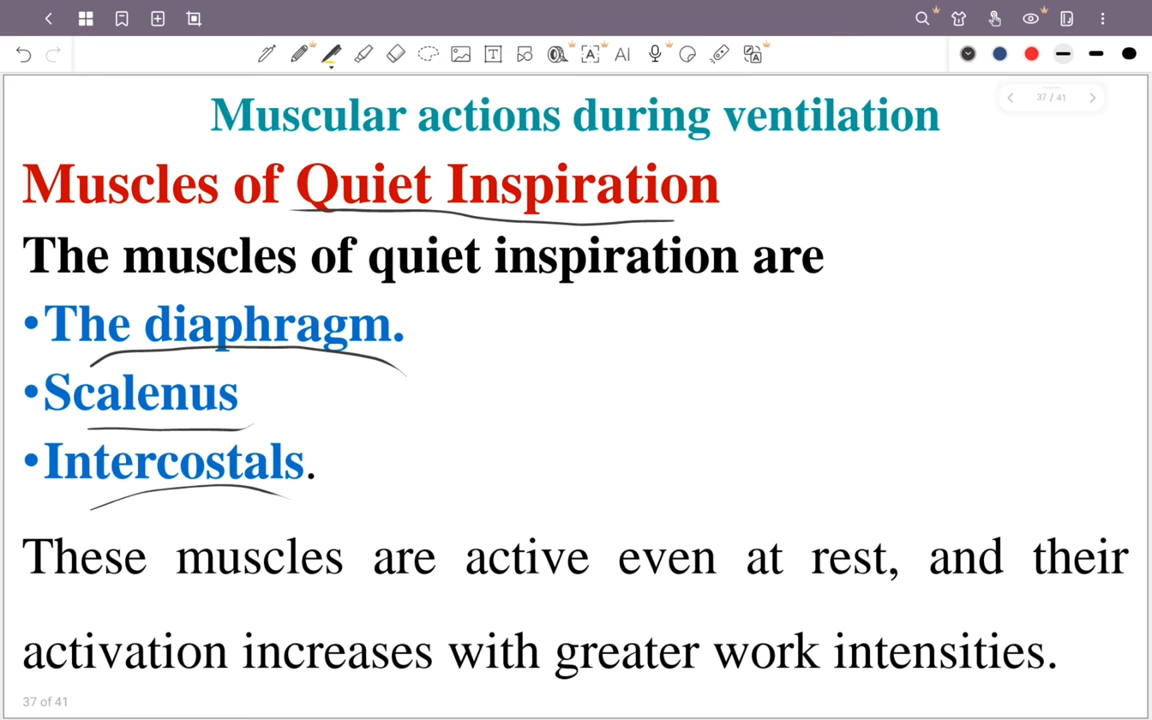 AI
37 / 41
Muscular actions during ventilation
Muscles of Quiet Inspiration
The muscles of quiet inspiration are
•The diaphragm.
•Scalenus
•Intercostals.
These muscles are active even at rest, and their
activation increases with greater work intensities.
37 of 41